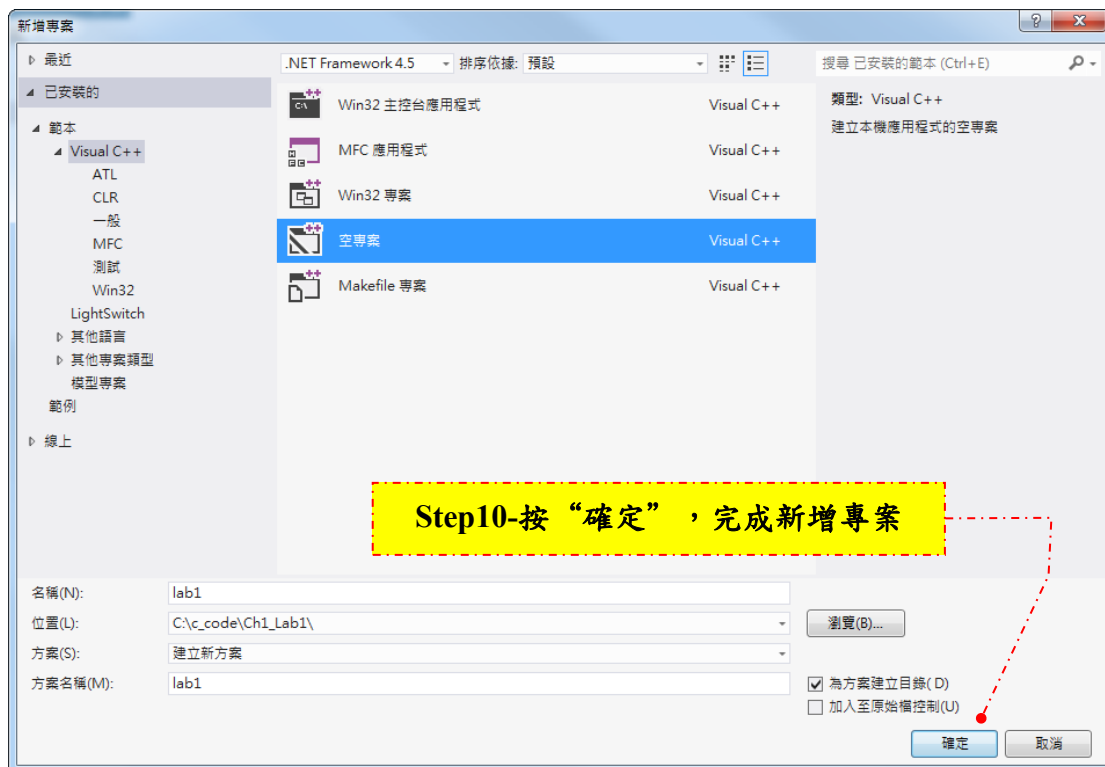 新增專案
最近
.NET Framework 4.5 排序依據: 預設
搜尋 已安裝的範本 (Ctrl+E)
已安裝的
範本
Visual C++
ATL
CLR
一般
MFC
測試
Win32
LightSwitch
其他語言
其他專案類型
模型專案
範例
線上
Win32 主控台應用程式 Visual C++
MFC 應用程式 Visual C++
Win32 專案 Visual C++
空專案 Visual C++
Makefile 專案 Visual C++
類型: Visual C++
建立本機應用程式的空專案
Step10-按“確定”，完成新增專案
名稱(N): lab1
位置(L): C:\c_code\Ch1_Lab1\ 瀏覽(B)...
方案(S): 建立新方案
方案名稱(M): lab1
為方案建立目錄(D)
加入至原始檔控制(U)
確定 取消